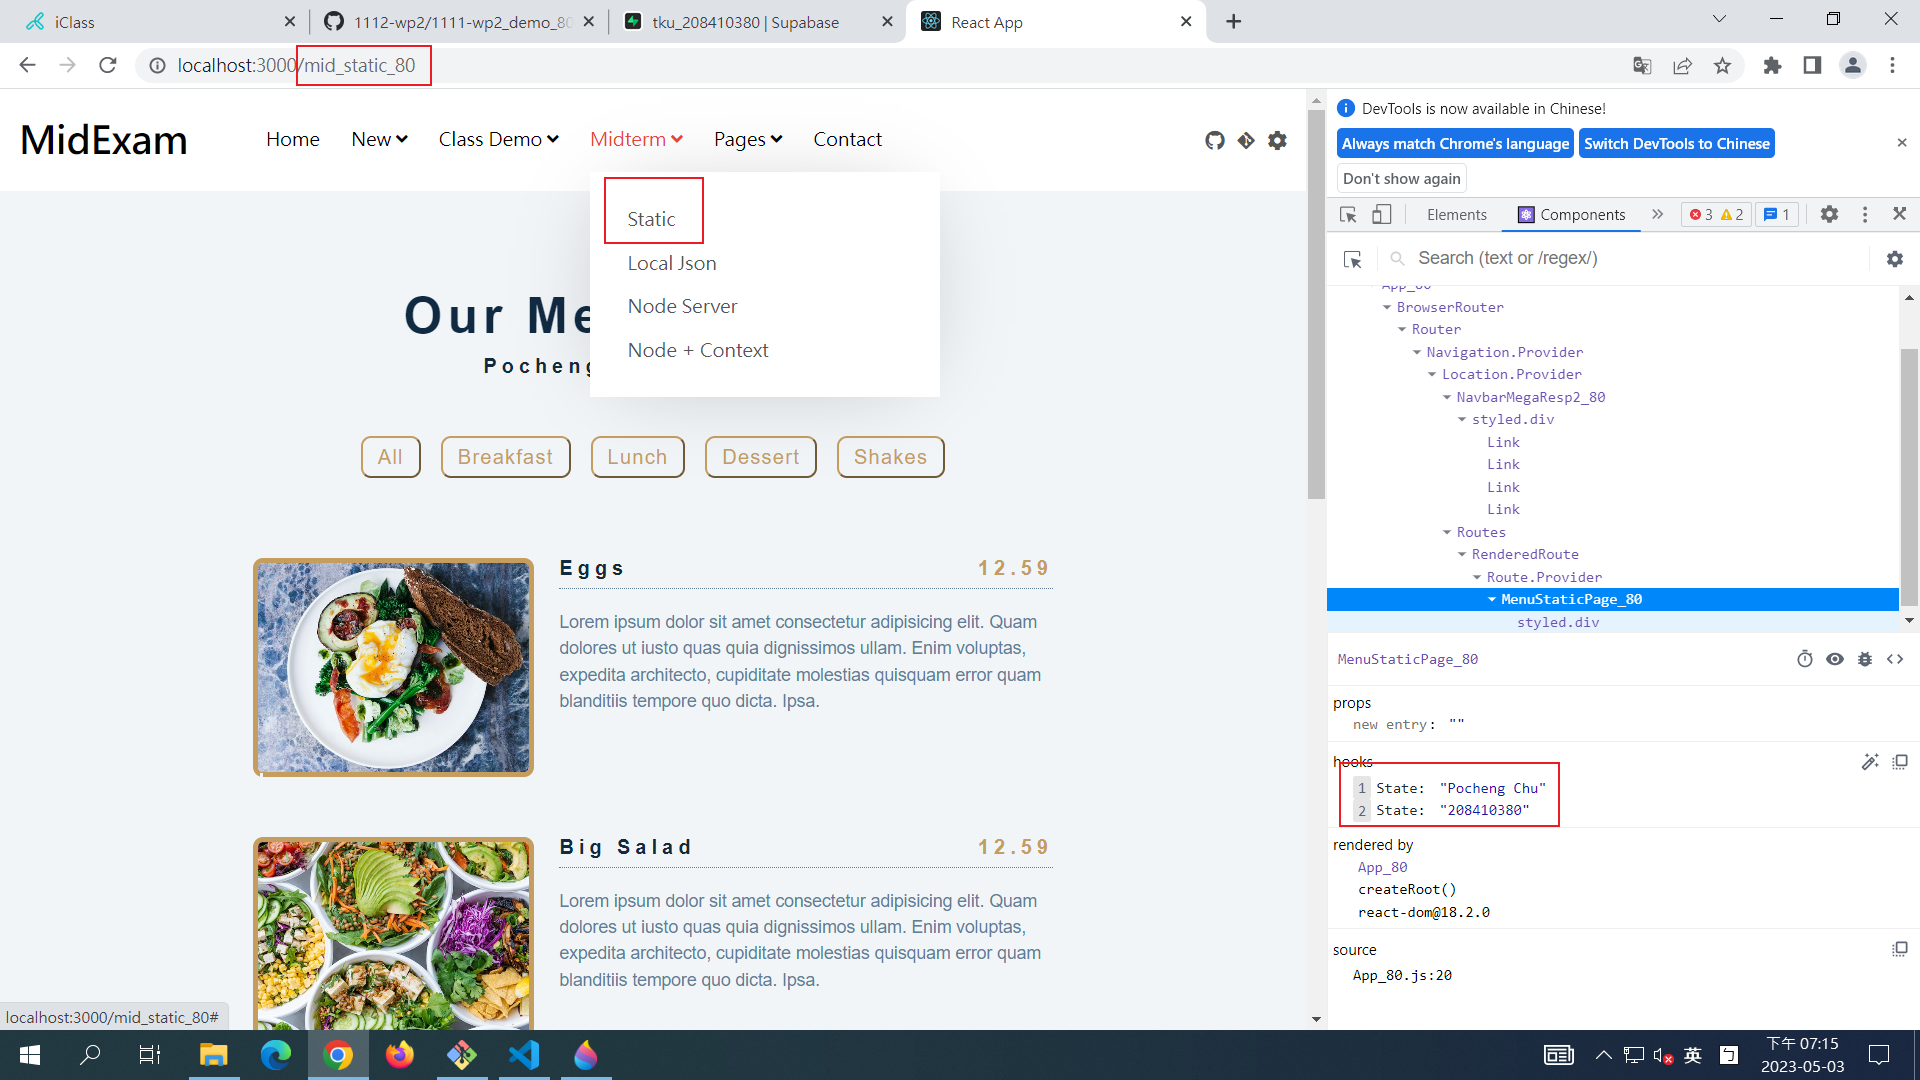 iClass
1112-wp2/1111-wp2_demo_80
tku_208410380 | Supabase
React App
localhost:3000/mid_static_80
MidExam
Home
New
Class Demo
Midterm
Pages
Contact
Static
Local Json
Node Server
Node + Context
Our Me
Pocheng
All
Breakfast
Lunch
Dessert
Shakes
Eggs
12.59
Lorem ipsum dolor sit amet consectetur adipisicing elit. Quam
dolores ut iusto quas quia dignissimos ullam. Enim voluptas,
expedita architecto, cupiditate molestias quisquam error quam
blanditiis tempore quo dicta. Ipsa.
Big Salad
12.59
Lorem ipsum dolor sit amet consectetur adipisicing elit. Quam
dolores ut iusto quas quia dignissimos ullam. Enim voluptas,
expedita architecto, cupiditate molestias quisquam error quam
blanditiis tempore quo dicta. Ipsa.
localhost:3000/mid_static_80#
DevTools is now available in Chinese!
Always match Chrome's language
Switch DevTools to Chinese
Don't show again
Elements
Components
3
2
1
Search (text or /regex/)
App_80
BrowserRouter
Router
Navigation.Provider
Location.Provider
NavbarMegaResp2_80
styled.div
Link
Link
Link
Link
Routes
RenderedRoute
Route.Provider
MenuStaticPage_80
styled.div
MenuStaticPage_80
props
new entry: ""
hooks
1 State: "Pocheng Chu"
2 State: "208410380"
rendered by
App_80
createRoot()
react-dom@18.2.0
source
App_80.js:20
英
下午 07:15
2023-05-03